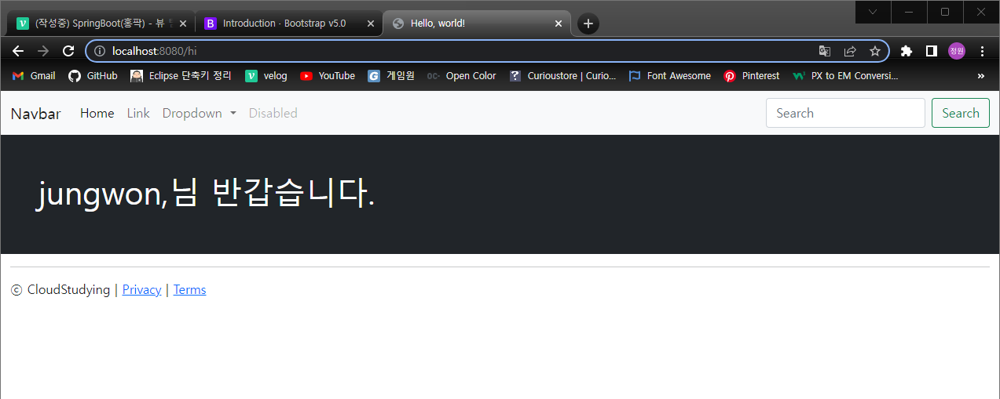 (작성중) SpringBoot(홍팍) - 뷰
Introduction · Bootstrap v5.0
Hello, world!
localhost:8080/hi
정원
Gmail
GitHub
Eclipse 단축키 정리
velog
YouTube
게임원
OC- Open Color
Curioustore | Curio...
Font Awesome
Pinterest
PX to EM Conversi...
Navbar
Home
Link
Dropdown
Disabled
Search
Search
jungwon,님 반갑습니다.
ⓒ CloudStudying | Privacy | Terms